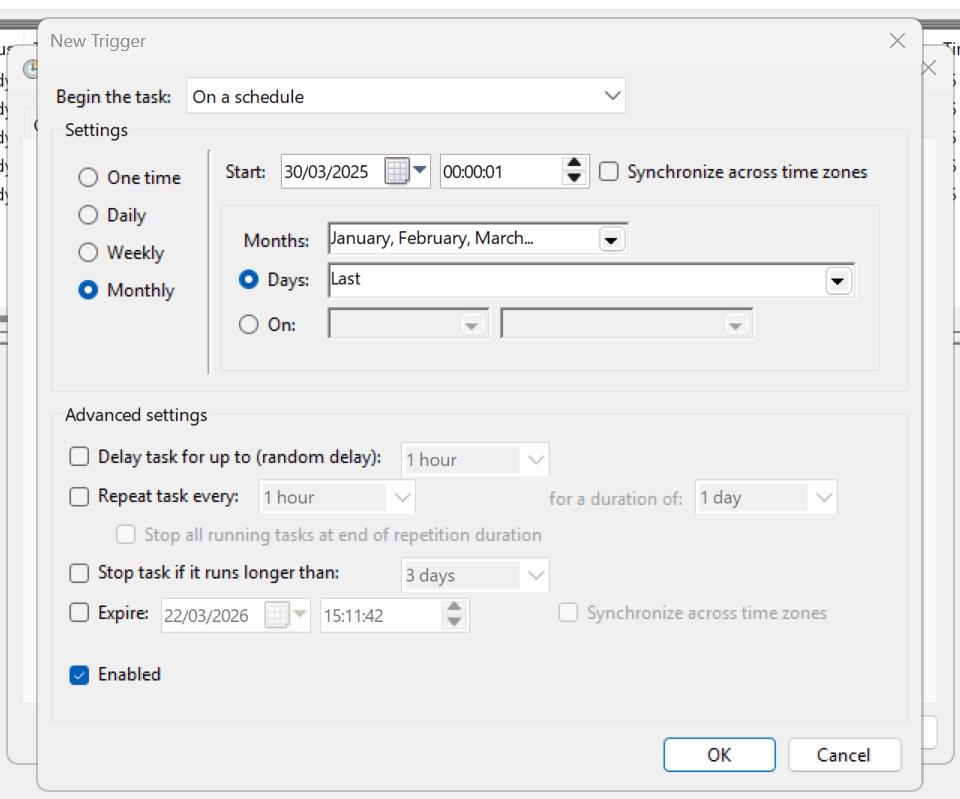 New Trigger
Begin the task: On a schedule
Settings
One time
Daily
Weekly
Monthly
Start: 30/03/2025 00:00:01 Synchronize across time zones
Months: January, February, March...
Days: Last
On:
Advanced settings
Delay task for up to (random delay): 1 hour
Repeat task every: 1 hour for a duration of: 1 day
Stop all running tasks at end of repetition duration
Stop task if it runs longer than: 3 days
Expire: 22/03/2026 15:11:42 Synchronize across time zones
Enabled
OK Cancel